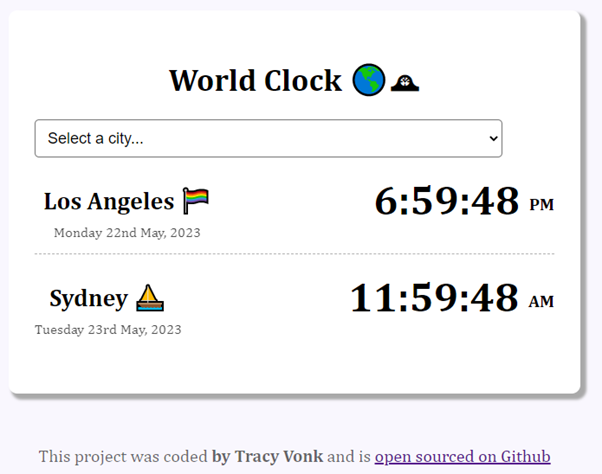 World Clock 🌎🕰
Select a city...
Los Angeles 🏳️‍🌈 6:59:48 PM
Monday 22nd May, 2023
Sydney ⛵ 11:59:48 AM
Tuesday 23rd May, 2023
This project was coded by Tracy Vonk and is open sourced on Github